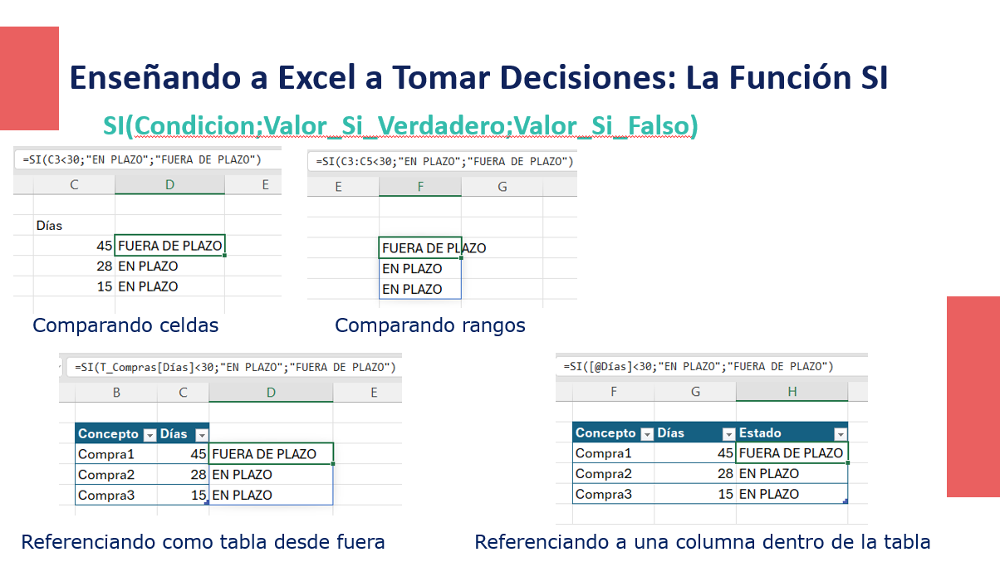 Enseñando a Excel a Tomar Decisiones: La Función SI
SI(Condicion;Valor_Si_Verdadero;Valor_Si_Falso)
=SI(C3<30;"EN PLAZO";"FUERA DE PLAZO")
C D E
Días
45 FUERA DE PLAZO
28 EN PLAZO
15 EN PLAZO
Comparando celdas
=SI(C3:C5<30;"EN PLAZO";"FUERA DE PLAZO")
E F G
FUERA DE PLAZO
EN PLAZO
EN PLAZO
Comparando rangos
=SI(T_Compras[Días]<30;"EN PLAZO";"FUERA DE PLAZO")
B C D E
Concepto Días
Compra1 45 FUERA DE PLAZO
Compra2 28 EN PLAZO
Compra3 15 EN PLAZO
Referenciando como tabla desde fuera
=SI([@Días]<30;"EN PLAZO";"FUERA DE PLAZO")
F G H
Concepto Días Estado
Compra1 45 FUERA DE PLAZO
Compra2 28 EN PLAZO
Compra3 15 EN PLAZO
Referenciando a una columna dentro de la tabla